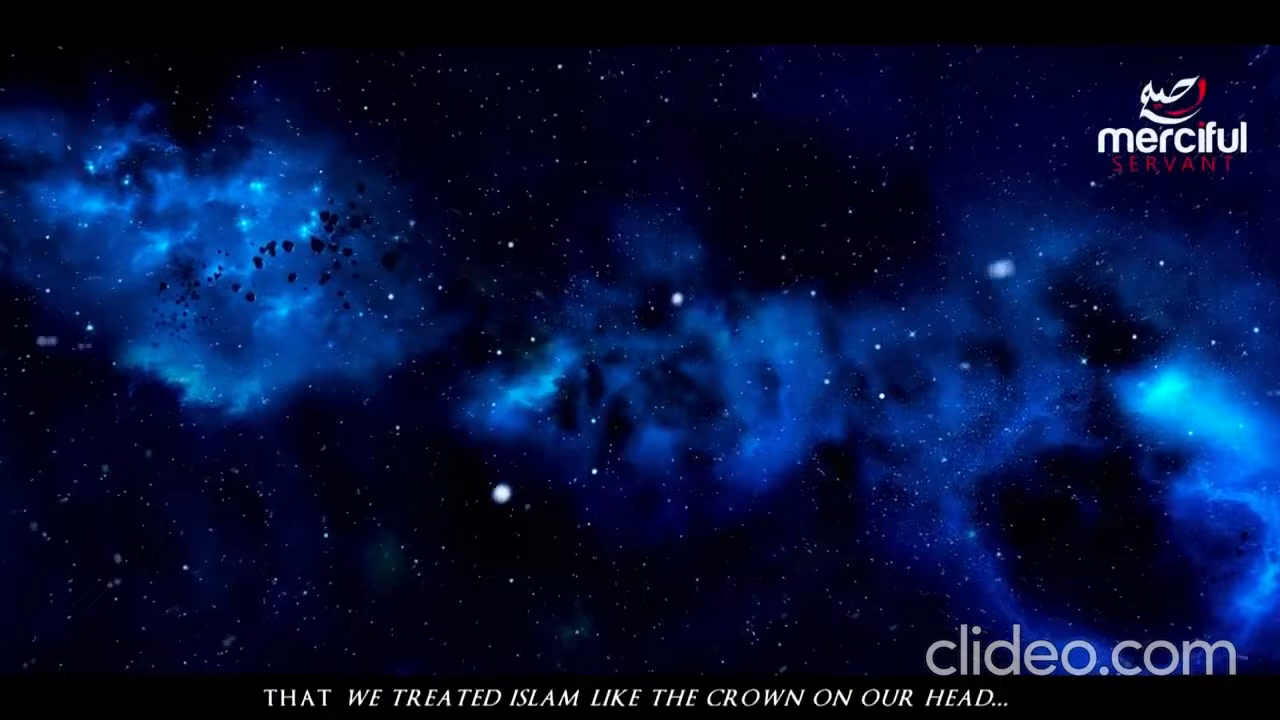 merciful
SERVANT
clideo.com
THAT WE TREATED ISLAM LIKE THE CROWN ON OUR HEAD...